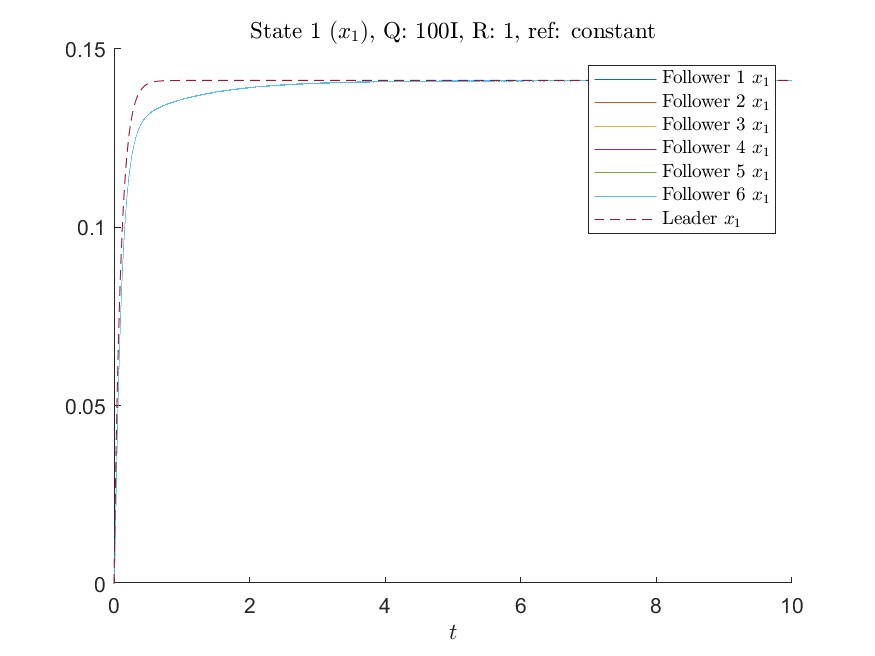 State 1 (x₁), Q: 100I, R: 1, ref: constant
0.15
0.1
0.05
0
Follower 1 x₁
Follower 2 x₁
Follower 3 x₁
Follower 4 x₁
Follower 5 x₁
Follower 6 x₁
Leader x₁
0 2 4 6 8 10
t